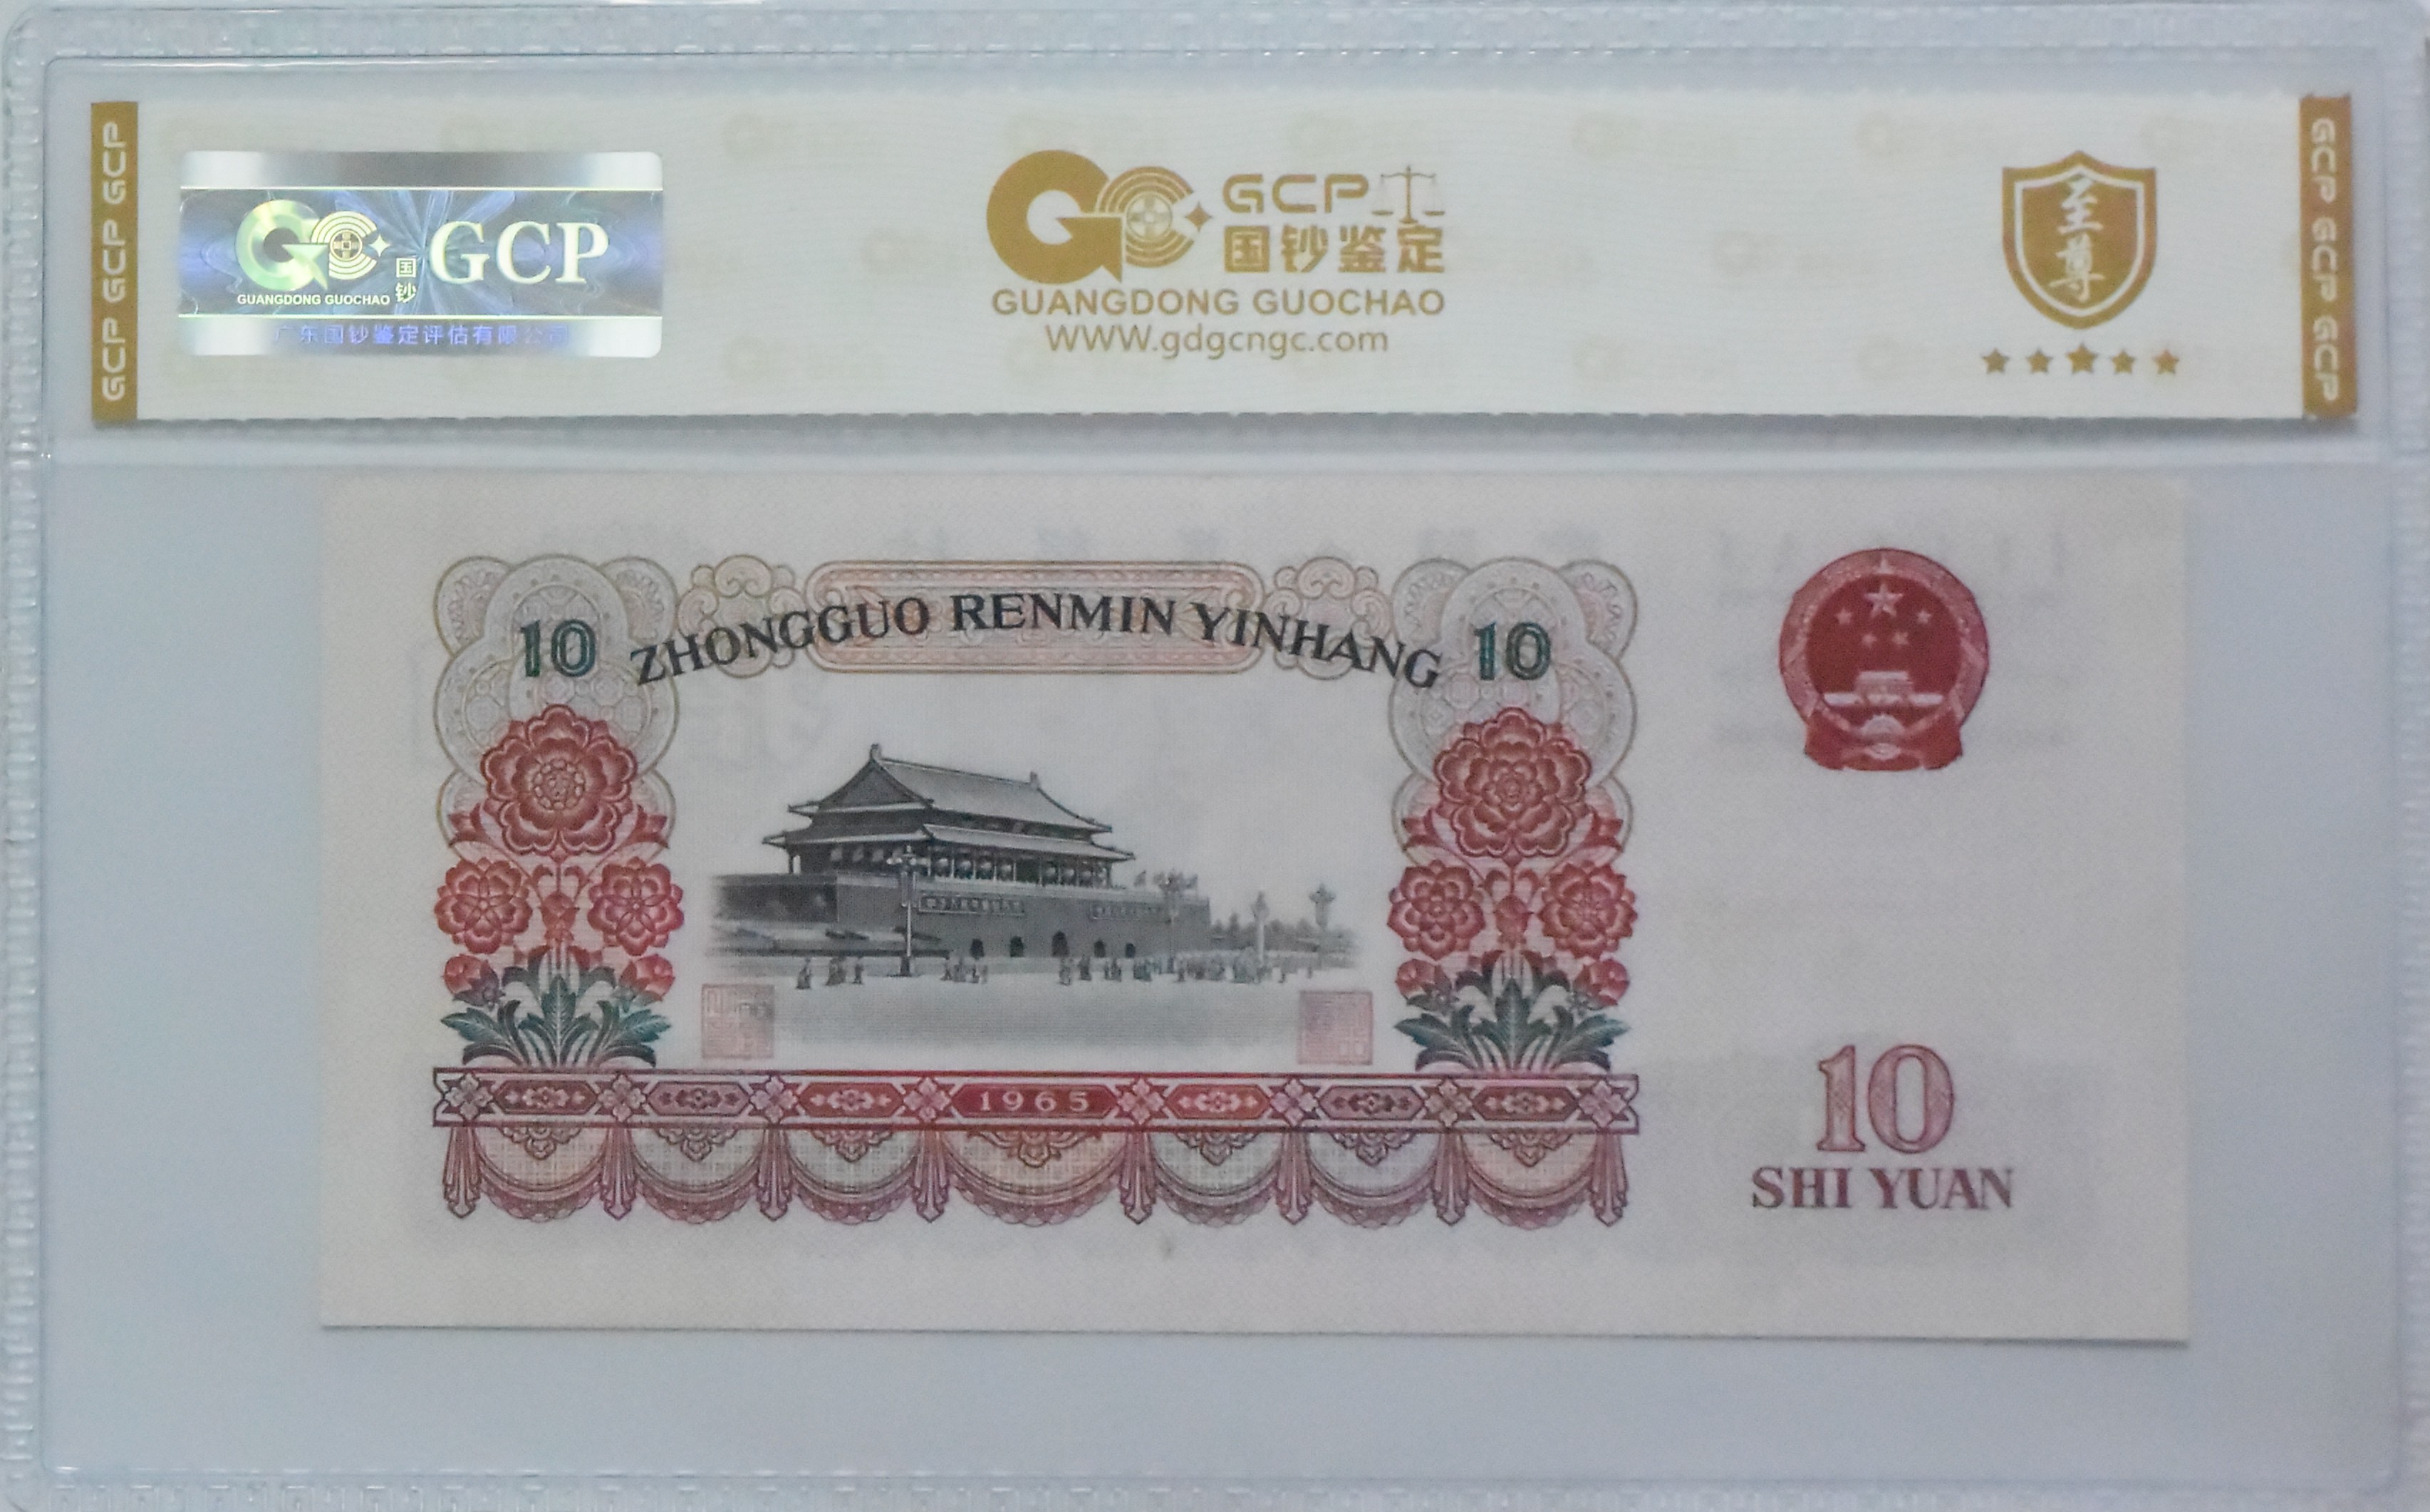 GCP GCP GCP
GUANGDONG GUOCHAO
国钞
GCP
广东国钞鉴定评估有限公司
GCP
国钞鉴定
GUANGDONG GUOCHAO
WWW.gdgcngc.com
至尊
GCP GCP GCP
10 ZHONGGUO RENMIN YINHANG 10
1965
10
SHI YUAN